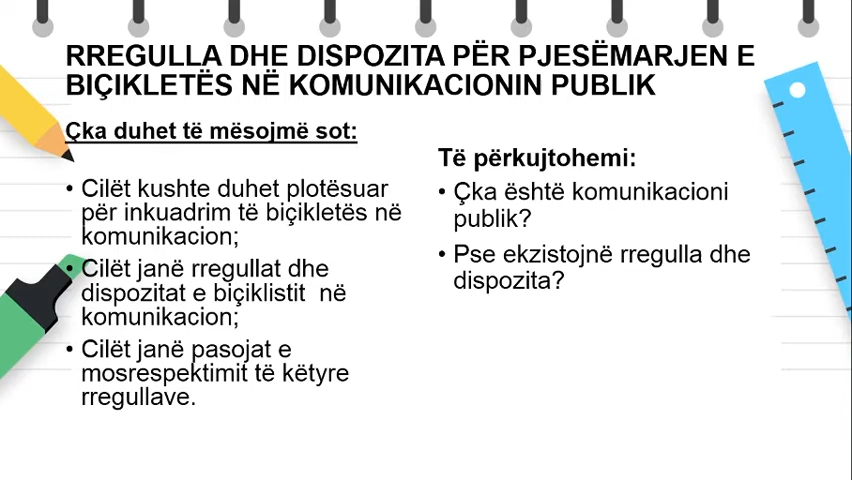 RREGULLA DHE DISPOZITA PËR PJESËMARJEN E
BIÇIKLETËS NË KOMUNIKACIONIN PUBLIK
Çka duhet të mësojmë sot:
• Cilët kushte duhet plotësuar
për inkuadrim të biçikletës në
komunikacion;
• Cilët janë rregullat dhe
dispozitat e biçiklistit në
komunikacion;
• Cilët janë pasojat e
mosrespektimit të këtyre
rregullave.
Të përkujtohemi:
• Çka është komunikacioni
publik?
• Pse ekzistojnë rregulla dhe
dispozita?